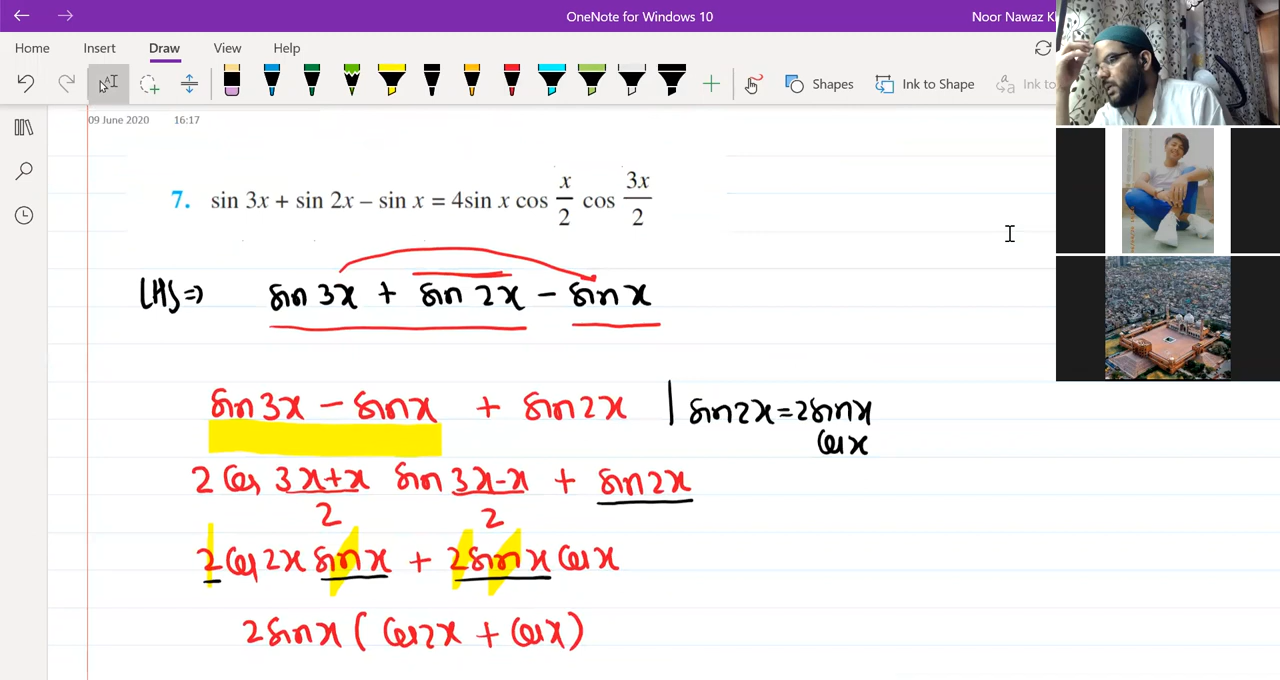 OneNote for Windows 10
Noor Nawaz Kh
Home Insert Draw View Help
Shapes Ink to Shape Ink to
09 June 2020 16:17
7. sin 3x + sin 2x – sin x = 4sin x cos x/2 cos 3x/2
LHS ⇒ sin 3x + sin 2x - sin x
sin 3x - sin x + sin 2x | sin 2x = 2 sin x
cos x
2 cos 3x+x/2 sin 3x-x/2 + sin 2x
2 cos 2x sin x + 2 sin x cos x
2 sin x ( cos 2x + cos x )